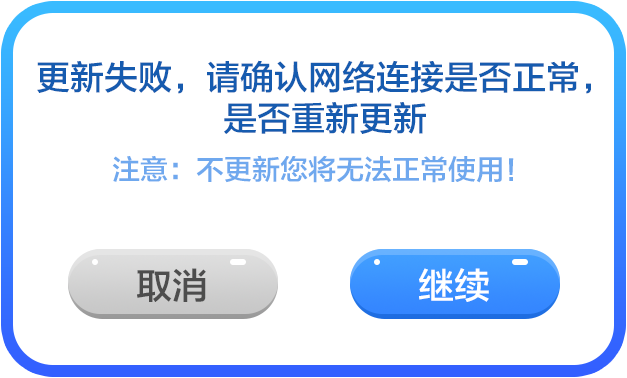 更新失败，请确认网络连接是否正常，
是否重新更新
注意：不更新您将无法正常使用！
取消
继续